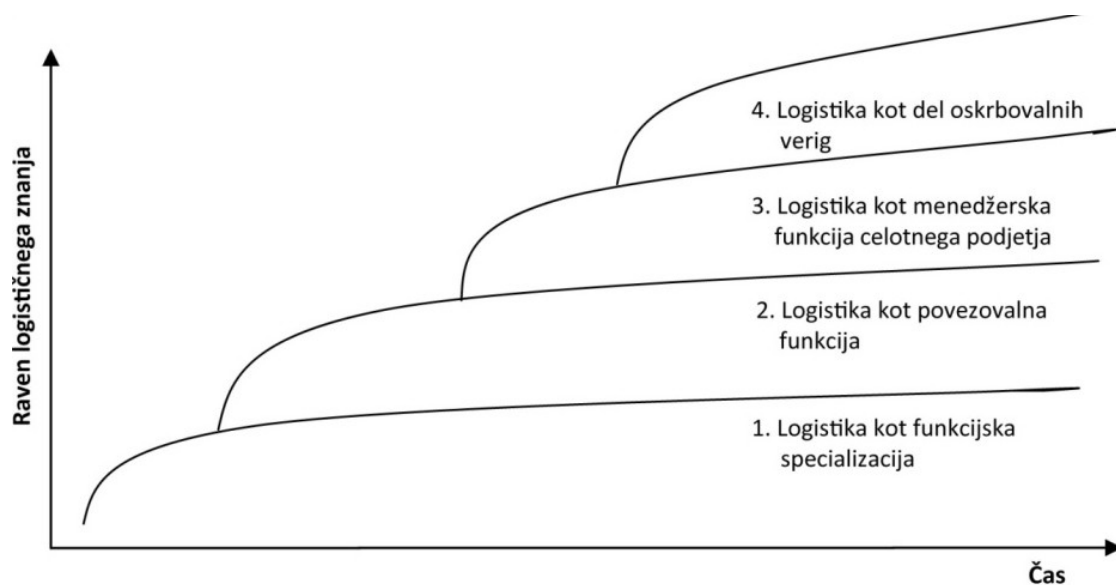 Raven logističnega znanja
4. Logistika kot del oskrbovalnih
verig
3. Logistika kot menedžerska
funkcija celotnega podjetja
2. Logistika kot povezovalna
funkcija
1. Logistika kot funkcijska
specializacija
Čas